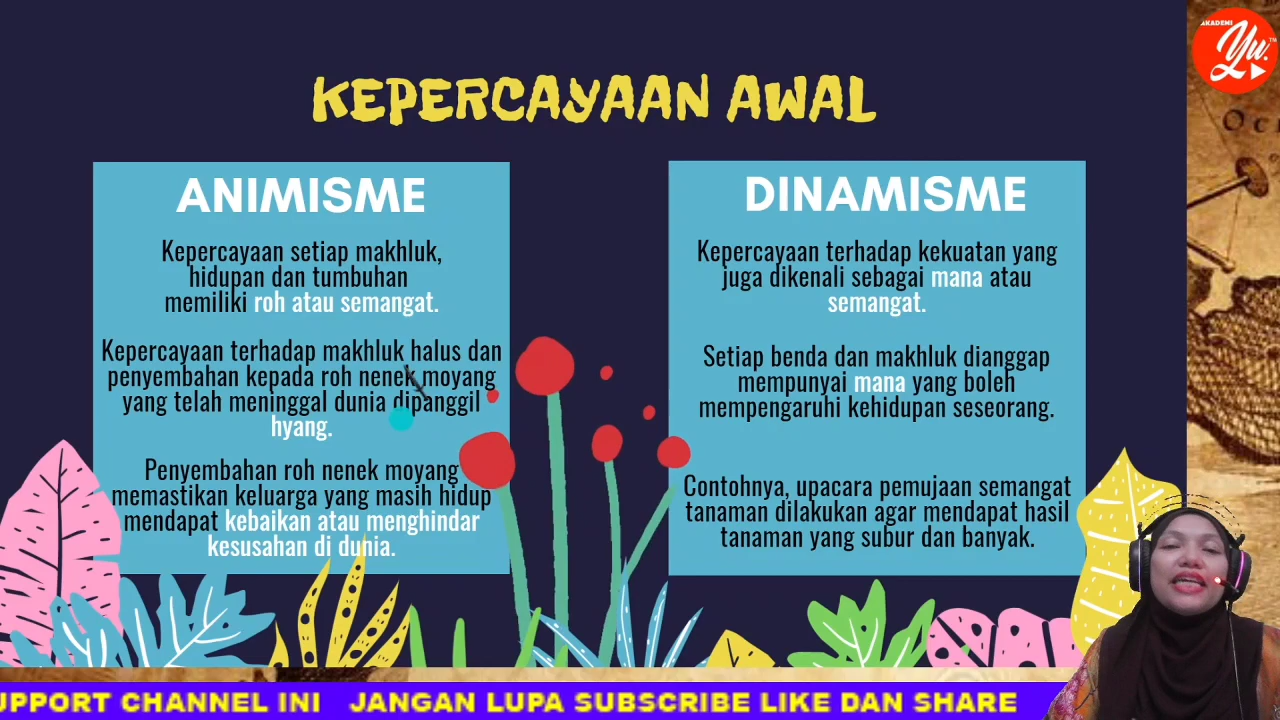 AKADEMI
Yu.
TM
KEPERCAYAAN AWAL
ANIMISME
Kepercayaan setiap makhluk,
hidupan dan tumbuhan
memiliki roh atau semangat.
Kepercayaan terhadap makhluk halus dan
penyembahan kepada roh nenek moyang
yang telah meninggal dunia dipanggil
hyang.
Penyembahan roh nenek moyang
memastikan keluarga yang masih hidup
mendapat kebaikan atau menghindar
kesusahan di dunia.
DINAMISME
Kepercayaan terhadap kekuatan yang
juga dikenali sebagai mana atau
semangat.
Setiap benda dan makhluk dianggap
mempunyai mana yang boleh
mempengaruhi kehidupan seseorang.
Contohnya, upacara pemujaan semangat
tanaman dilakukan agar mendapat hasil
tanaman yang subur dan banyak.
UPPORT CHANNEL INI JANGAN LUPA SUBSCRIBE LIKE DAN SHARE